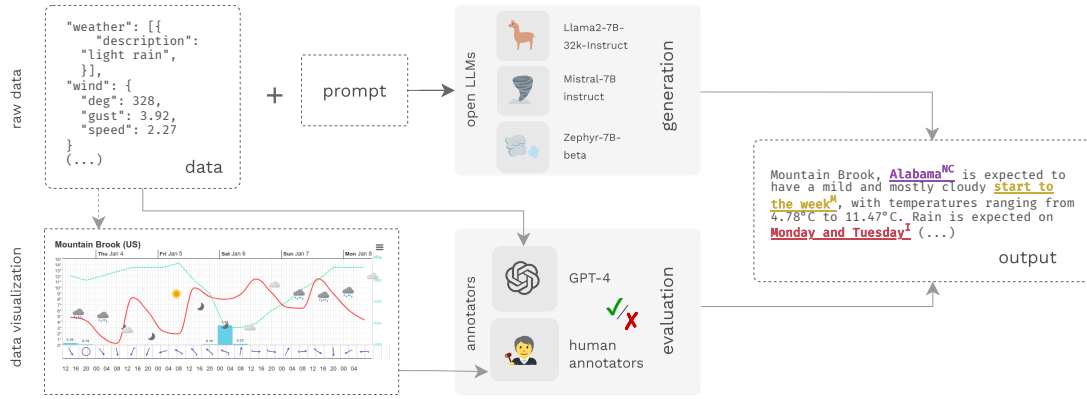 raw data
"weather": [{
"description":
"light rain",
}],
"wind": {
"deg": 328,
"gust": 3.92,
"speed": 2.27
}
(...)
data
+
prompt
open LLMs
Llama2-7B-
32k-Instruct
Mistral-7B
instruct
Zephyr-7B-
beta
generation
Mountain Brook, Alabama^NC is expected to
have a mild and mostly cloudy start to
the week^M, with temperatures ranging from
4.78°C to 11.47°C. Rain is expected on
Monday and Tuesday^I (...)
output
data visualization
Mountain Brook (US)
Thu Jan 4 Fri Jan 5 Sat Jan 6 Sun Jan 7 Mon Jan 8
12 16 20 00 04 08 12 16 20 00 04 08 12 16 20 00 04 08 12 16 20 00 04 08 12 16 20 00 04
annotators
GPT-4
human
annotators
evaluation